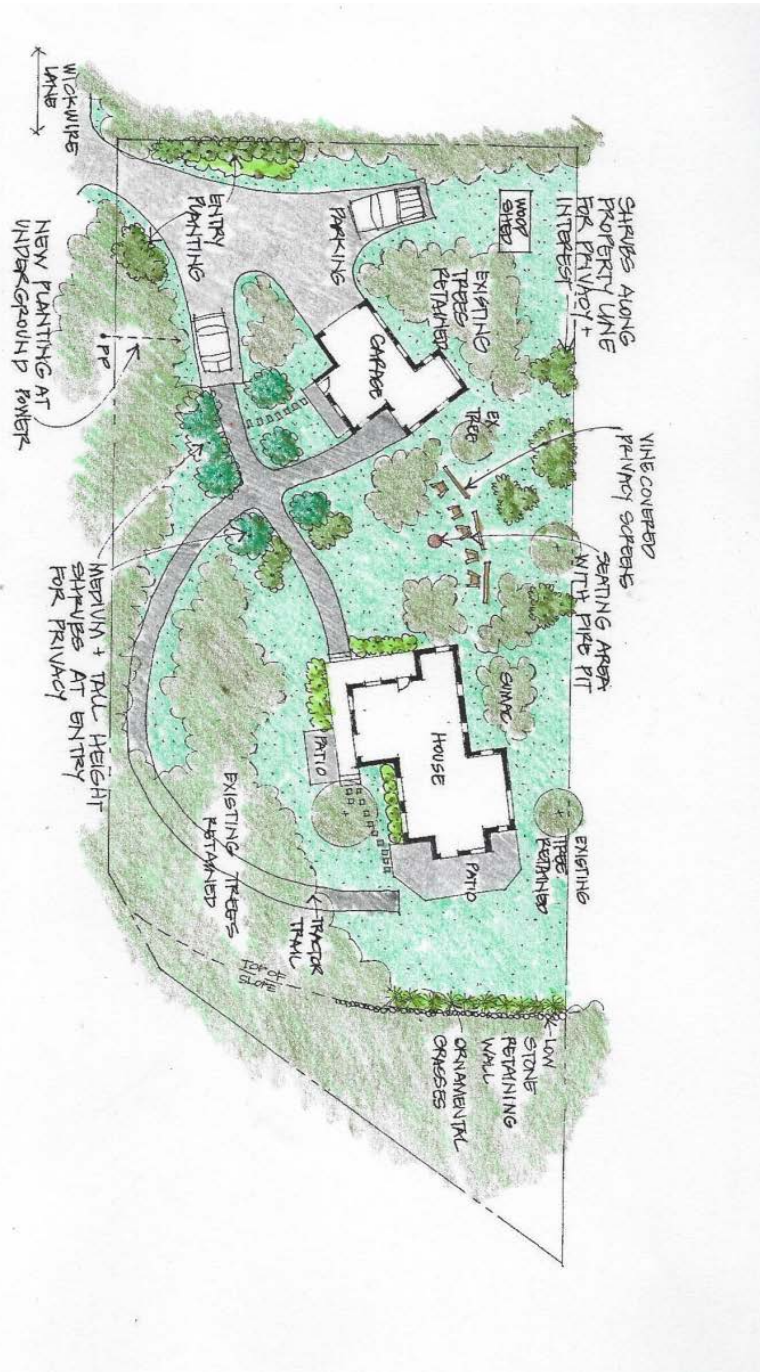 WICKWIRE
LANE
ENTRY
PLANTING
NEW PLANTING AT
UNDERGROUND POWER
PP
PARKING
WOOD
SHED
SHRUBS ALONG
PROPERTY LINE
FOR PRIVACY +
INTEREST
EXISTING
TREES
RETAINED
GARAGE
EX
TREE
VINE COVERED
PRIVACY SCREENS
SEATING AREA
WITH FIRE PIT
MEDIUM + TALL HEIGHT
SHRUBS AT ENTRY
FOR PRIVACY
SUMAC
HOUSE
PATIO
PATIO
EXISTING
TREE
RETAINED
EXISTING TREES
RETAINED
TRACTOR
TRAIL
TOP OF
SLOPE
LOW
STONE
RETAINING
WALL
ORNAMENTAL
GRASSES